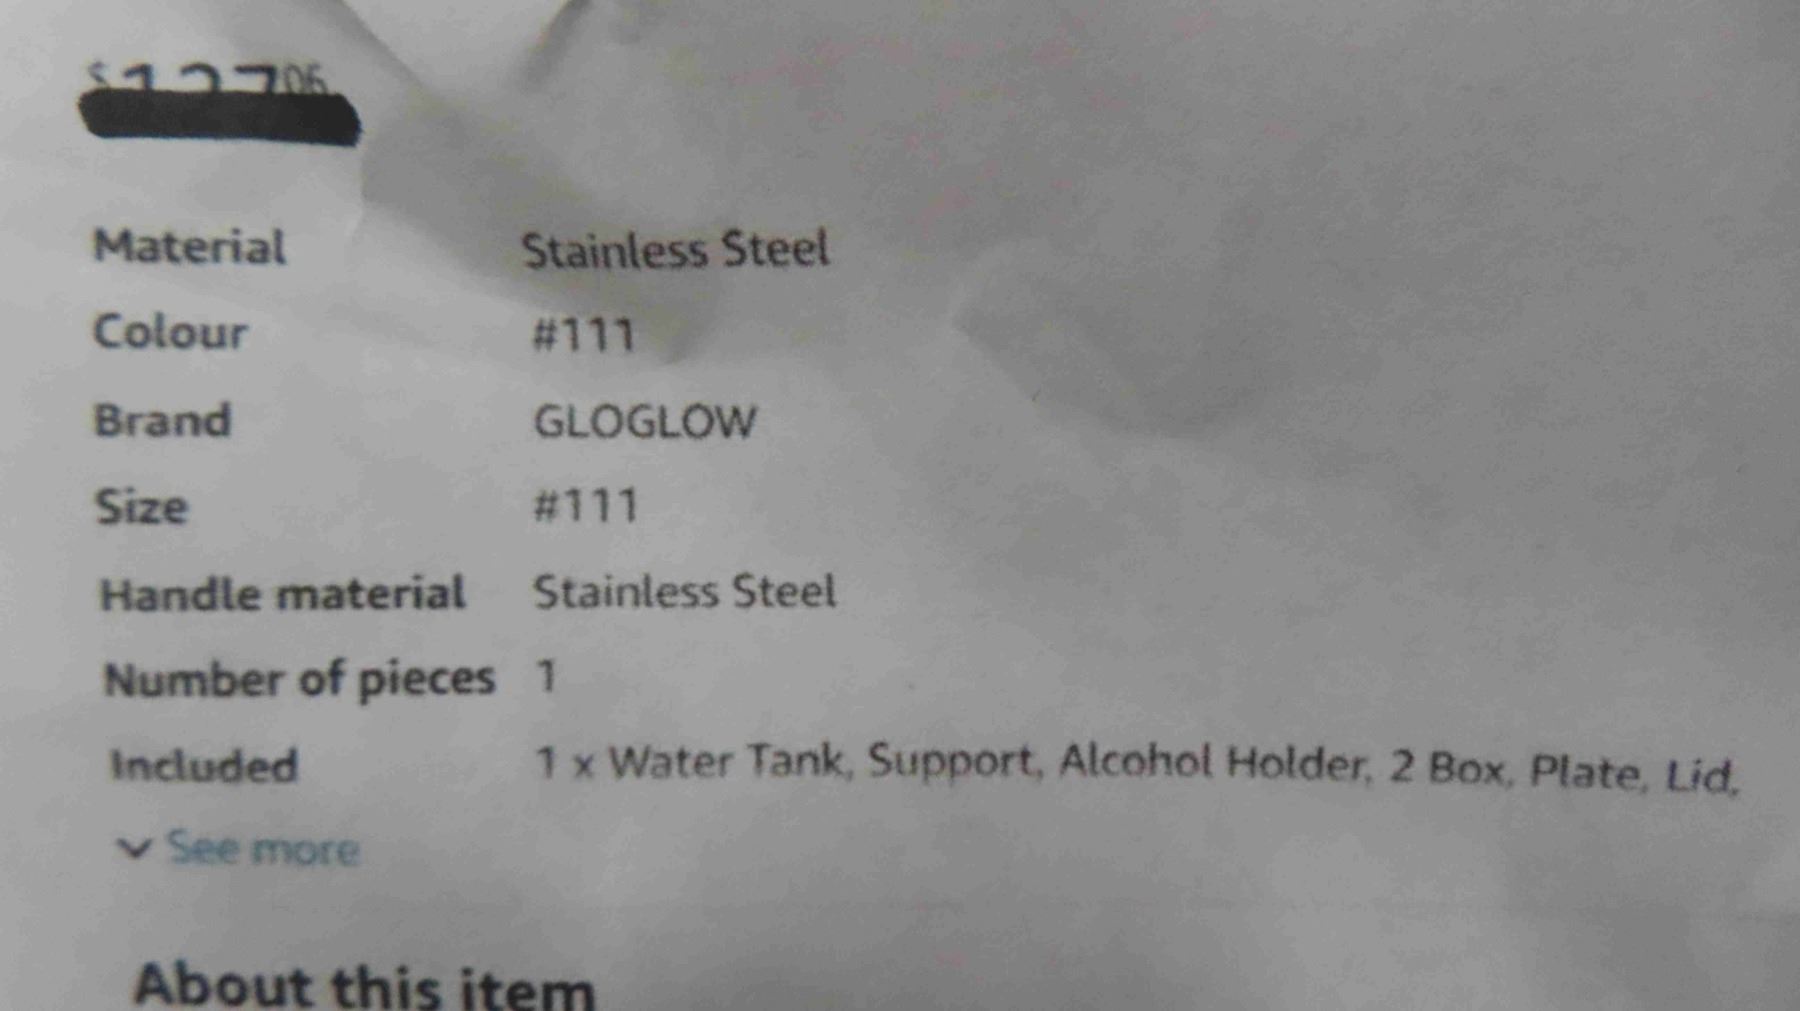 Material Stainless Steel
Colour #111
Brand GLOGLOW
Size #111
Handle material Stainless Steel
Number of pieces 1
Included 1 x Water Tank, Support, Alcohol Holder, 2 Box, Plate, Lid,
See more
About this item